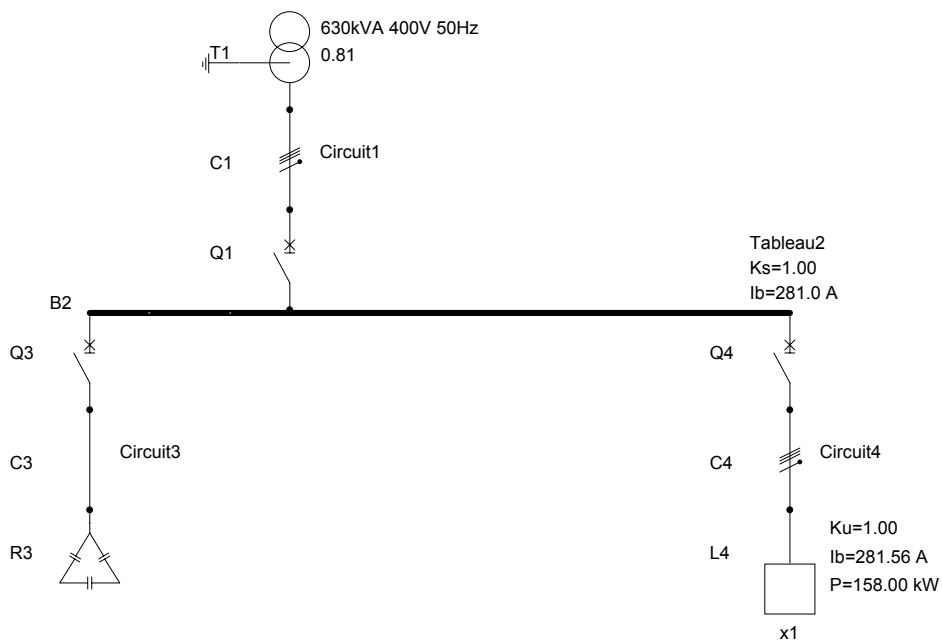 630kVA 400V 50Hz
T1
0.81
C1
Circuit1
Q1
Tableau2
Ks=1.00
Ib=281.0 A
B2
Q3
Q4
C3
Circuit3
C4
Circuit4
R3
L4
Ku=1.00
Ib=281.56 A
P=158.00 kW
x1